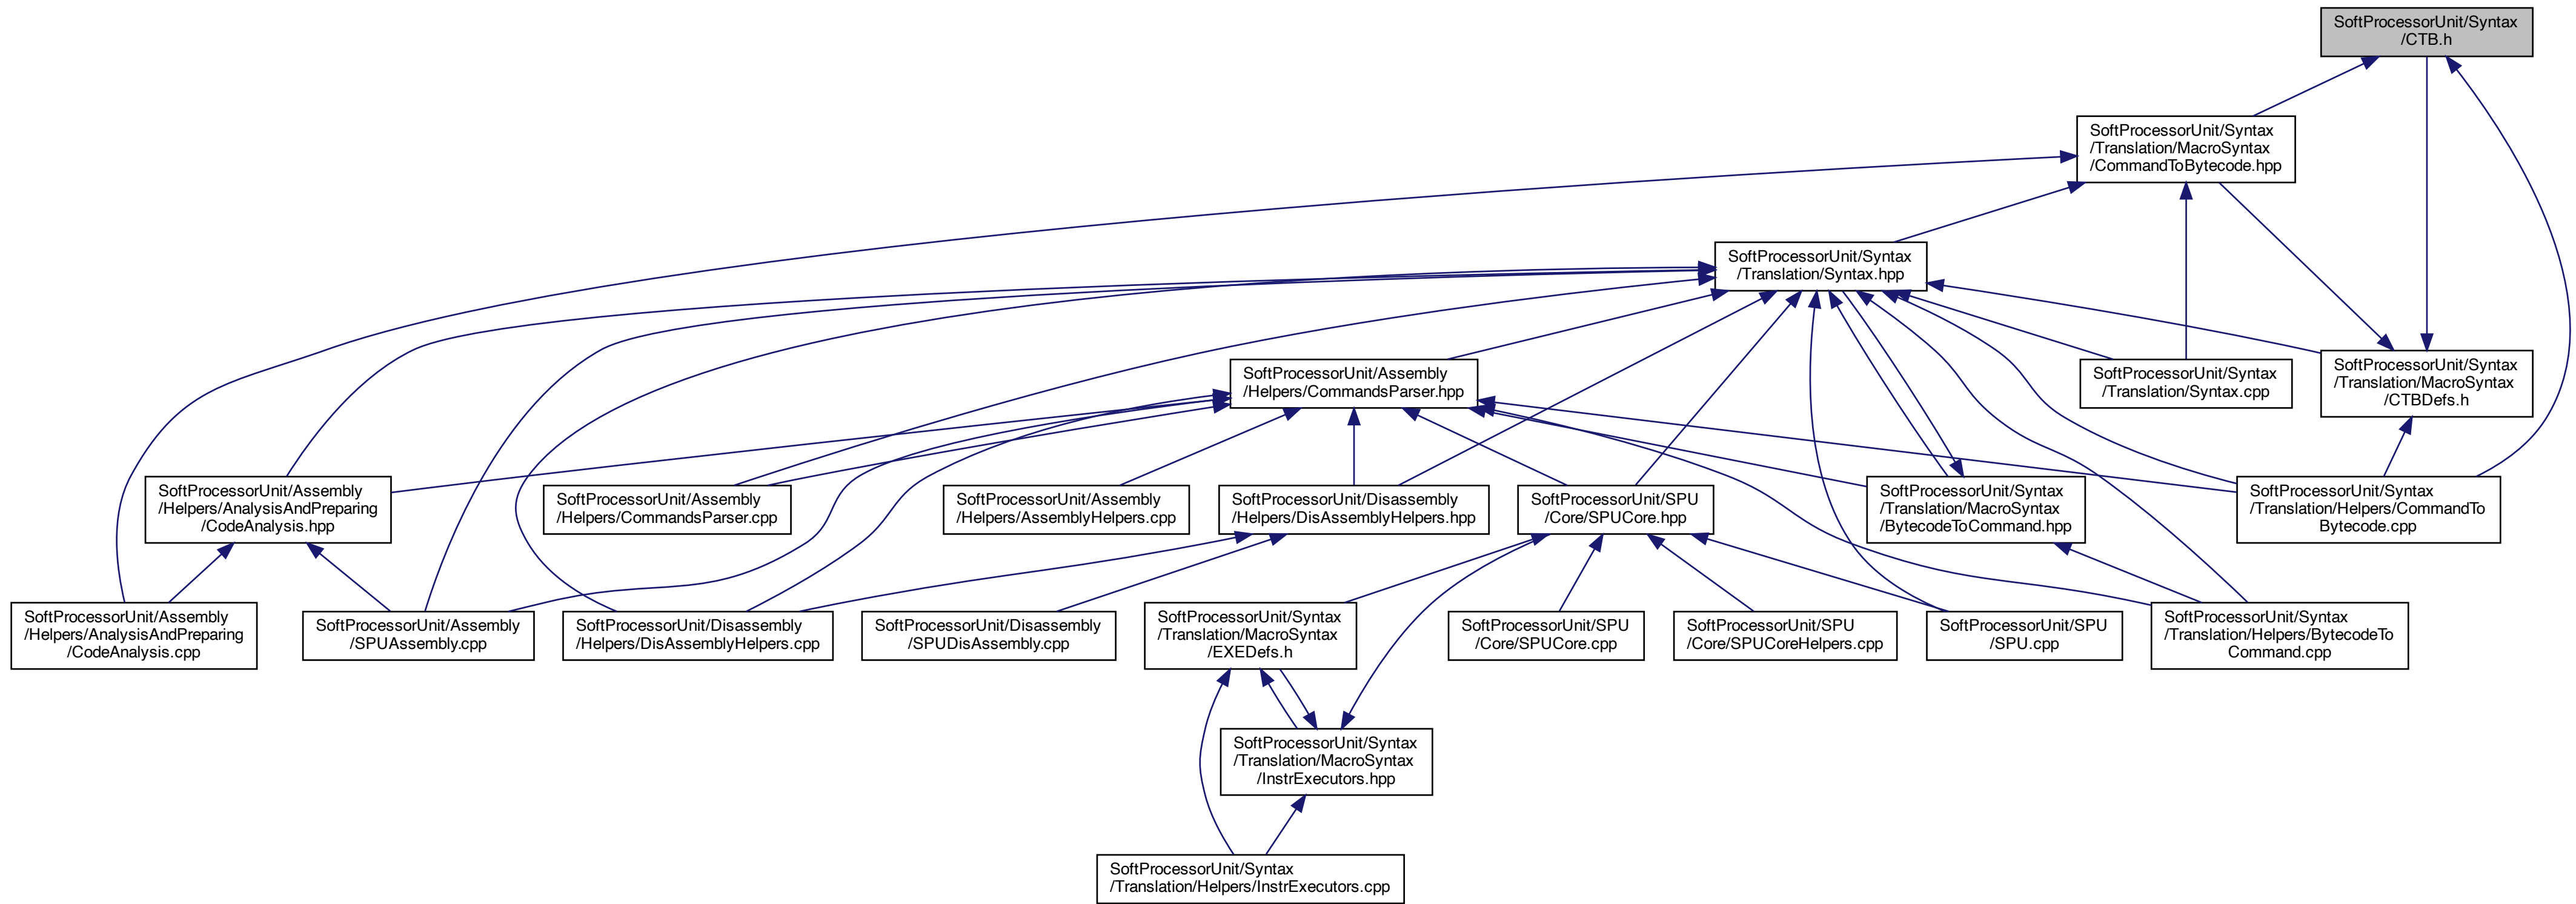 SoftProcessorUnit/Syntax
/CTB.h
SoftProcessorUnit/Syntax
/Translation/MacroSyntax
/CommandToBytecode.hpp
SoftProcessorUnit/Syntax
/Translation/Syntax.hpp
SoftProcessorUnit/Assembly
/Helpers/CommandsParser.hpp
SoftProcessorUnit/Syntax
/Translation/Syntax.cpp
SoftProcessorUnit/Syntax
/Translation/MacroSyntax
/CTBDefs.h
SoftProcessorUnit/Assembly
/Helpers/AnalysisAndPreparing
/CodeAnalysis.hpp
SoftProcessorUnit/Assembly
/Helpers/CommandsParser.cpp
SoftProcessorUnit/Assembly
/Helpers/AssemblyHelpers.cpp
SoftProcessorUnit/Disassembly
/Helpers/DisAssemblyHelpers.hpp
SoftProcessorUnit/SPU
/Core/SPUCore.hpp
SoftProcessorUnit/Syntax
/Translation/MacroSyntax
/BytecodeToCommand.hpp
SoftProcessorUnit/Syntax
/Translation/Helpers/CommandTo
Bytecode.cpp
SoftProcessorUnit/Assembly
/Helpers/AnalysisAndPreparing
/CodeAnalysis.cpp
SoftProcessorUnit/Assembly
/SPUAssembly.cpp
SoftProcessorUnit/Disassembly
/Helpers/DisAssemblyHelpers.cpp
SoftProcessorUnit/Disassembly
/SPUDisAssembly.cpp
SoftProcessorUnit/Syntax
/Translation/MacroSyntax
/EXEDefs.h
SoftProcessorUnit/SPU
/Core/SPUCore.cpp
SoftProcessorUnit/SPU
/Core/SPUCoreHelpers.cpp
SoftProcessorUnit/SPU
/SPU.cpp
SoftProcessorUnit/Syntax
/Translation/Helpers/BytecodeTo
Command.cpp
SoftProcessorUnit/Syntax
/Translation/MacroSyntax
/InstrExecutors.hpp
SoftProcessorUnit/Syntax
/Translation/Helpers/InstrExecutors.cpp